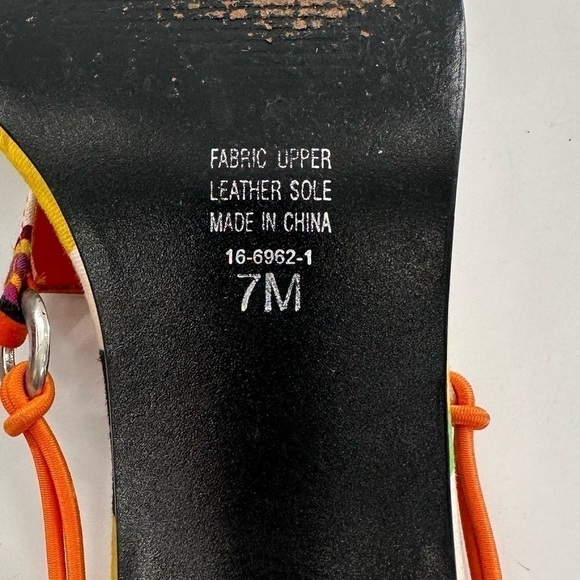 FABRIC UPPER
LEATHER SOLE
MADE IN CHINA
16-6962-1
7M